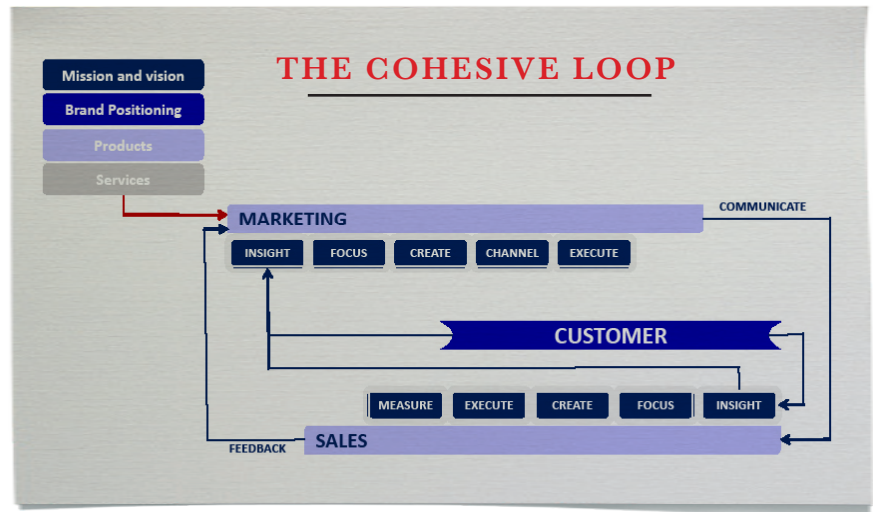 THE COHESIVE LOOP
Mission and vision
Brand Positioning
Products
Services
MARKETING
COMMUNICATE
INSIGHT
FOCUS
CREATE
CHANNEL
EXECUTE
CUSTOMER
MEASURE
EXECUTE
CREATE
FOCUS
INSIGHT
SALES
FEEDBACK